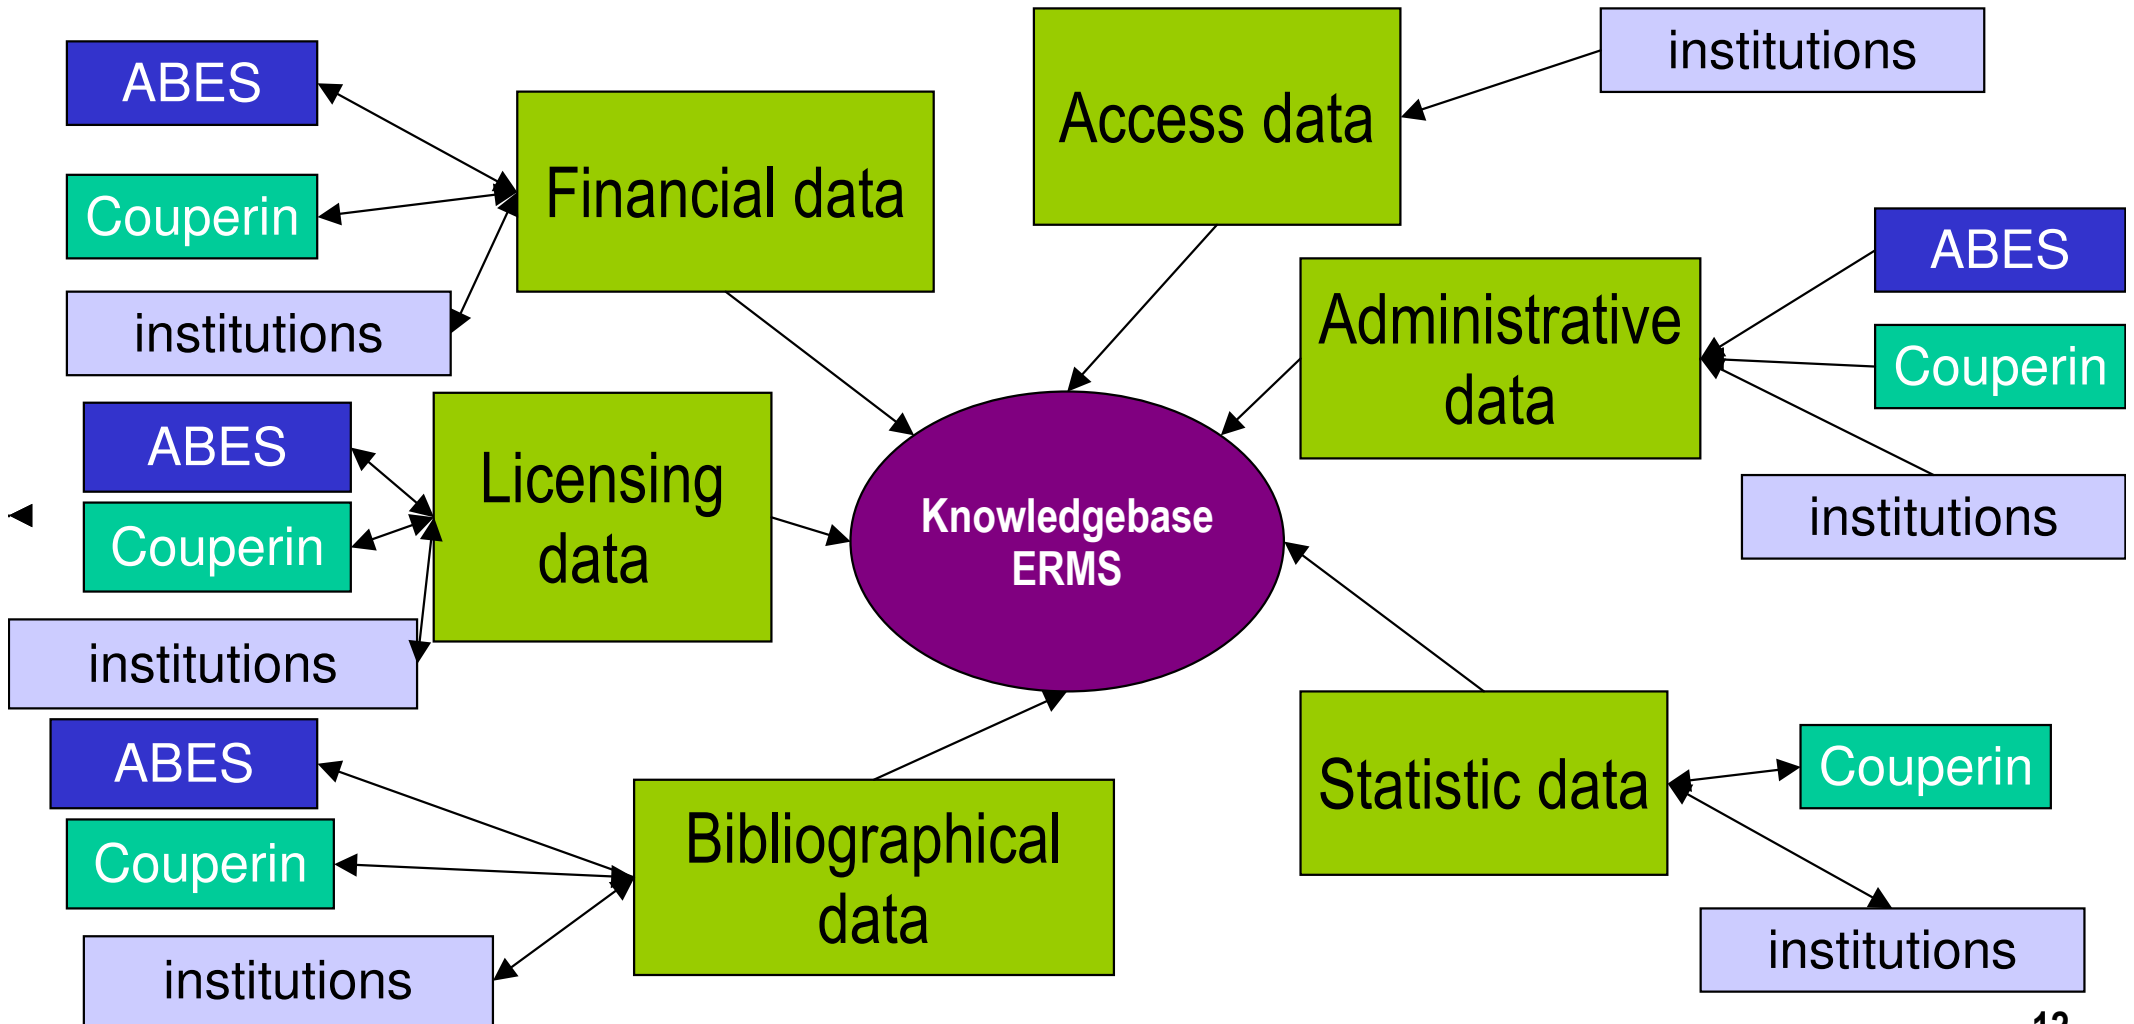 ABES
Couperin
institutions
Financial data
Access data
institutions
ABES
Couperin
institutions
Administrative
data
ABES
Couperin
institutions
Licensing
data
Knowledgebase
ERMS
ABES
Couperin
institutions
Bibliographical
data
Statistic data
Couperin
institutions
12